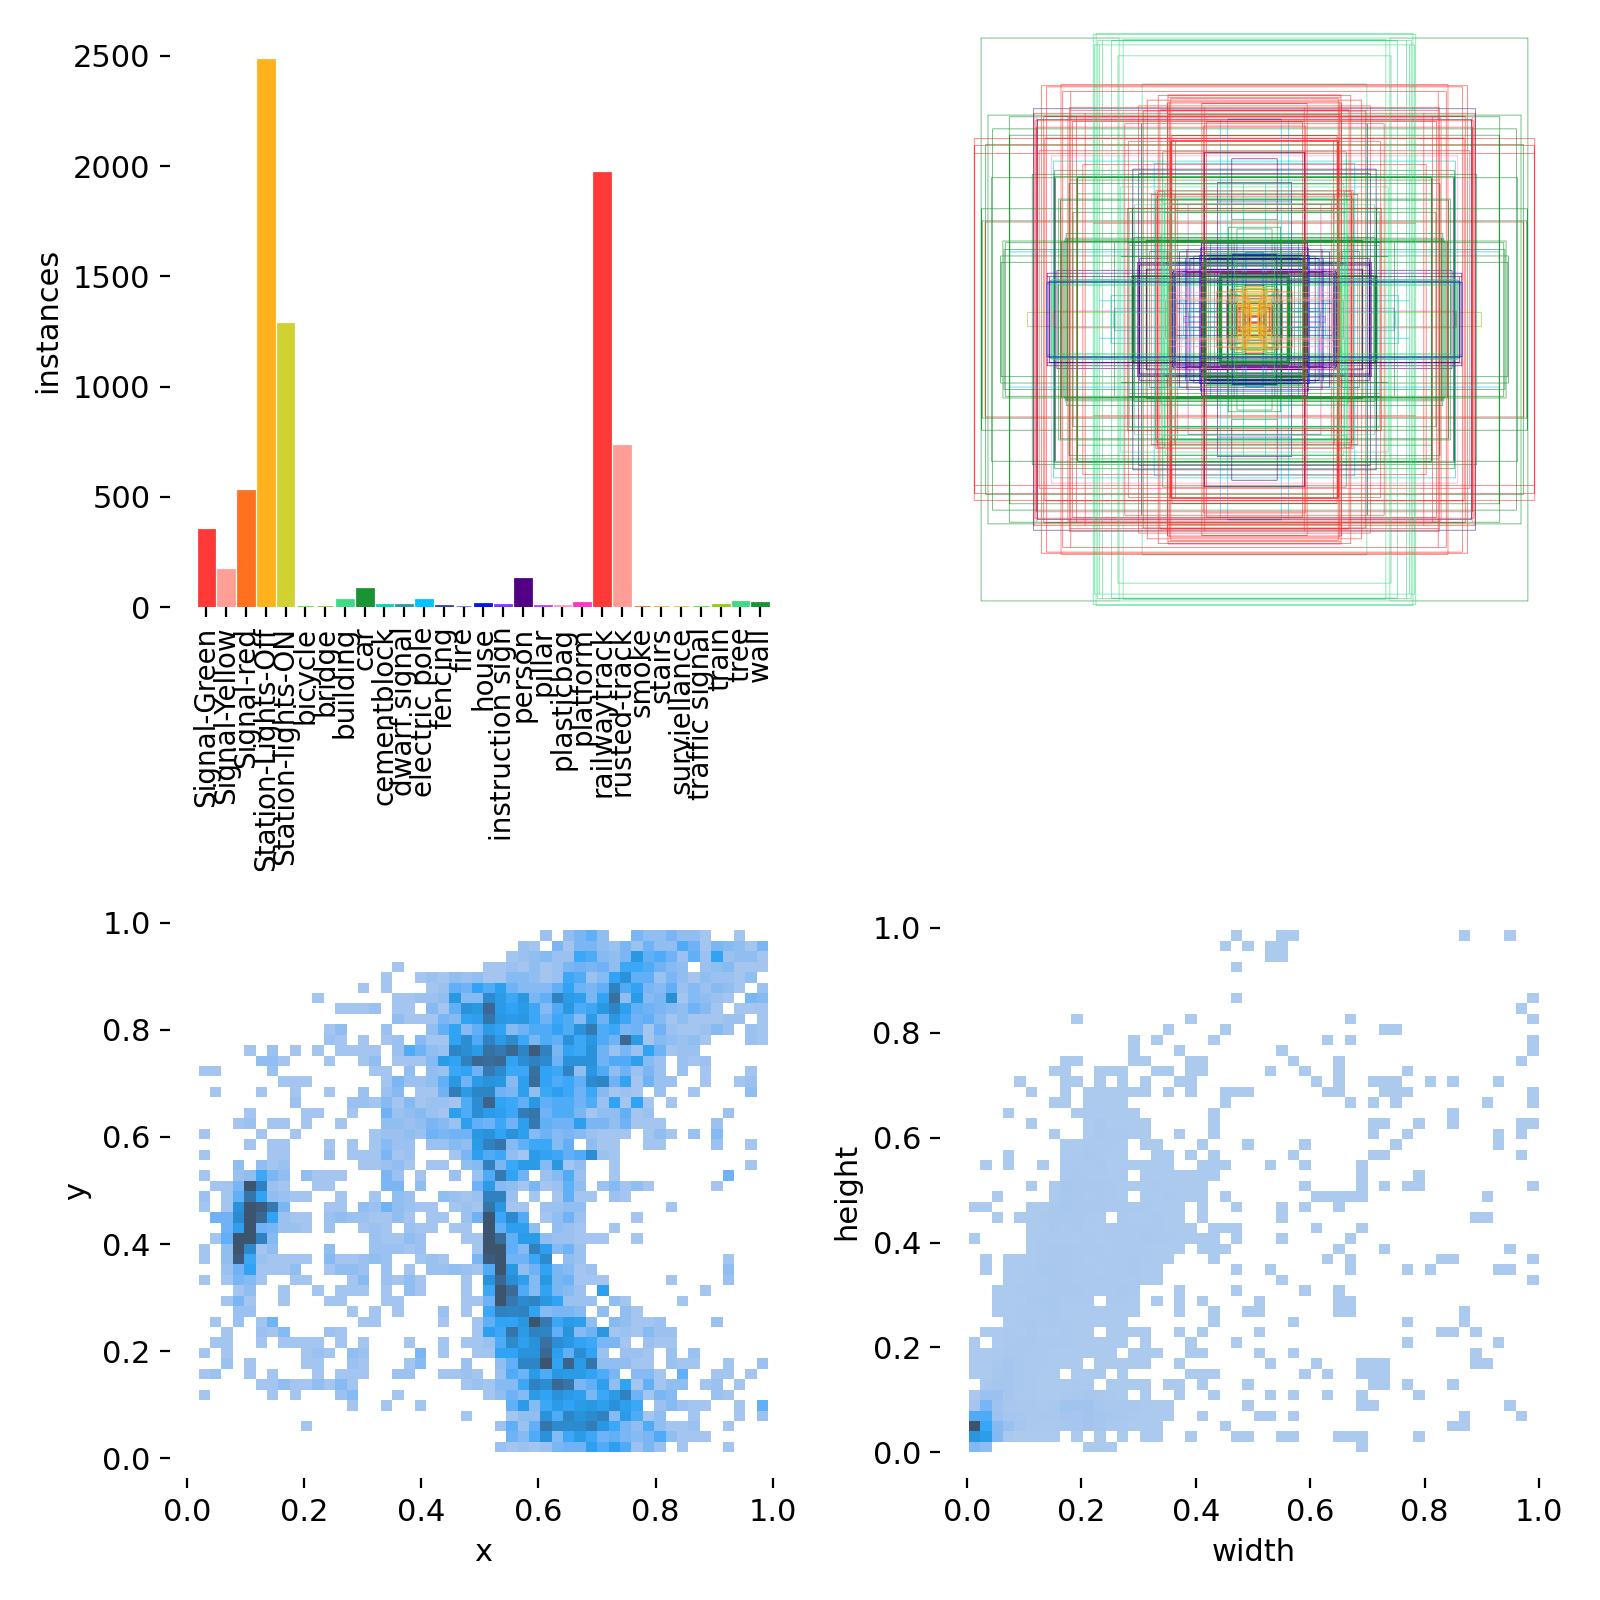 2500
2000
1500
1000
500
0
instances
Signal-Green
Signal-Yellow
Signal-red
Station-Lights-Off
Station-lights-ON
bicycle
bridge
building
car
cementblock
dwarf signal
electric pole
fencing
fire
house
instruction sign
person
pillar
plasticbag
platform
railwaytrack
rusted-track
smoke
stairs
surviellance
traffic signal
train
tree
wall
1.0
0.8
0.6
0.4
0.2
0.0
y
0.0 0.2 0.4 0.6 0.8 1.0
x
1.0
0.8
0.6
0.4
0.2
0.0
height
0.0 0.2 0.4 0.6 0.8 1.0
width